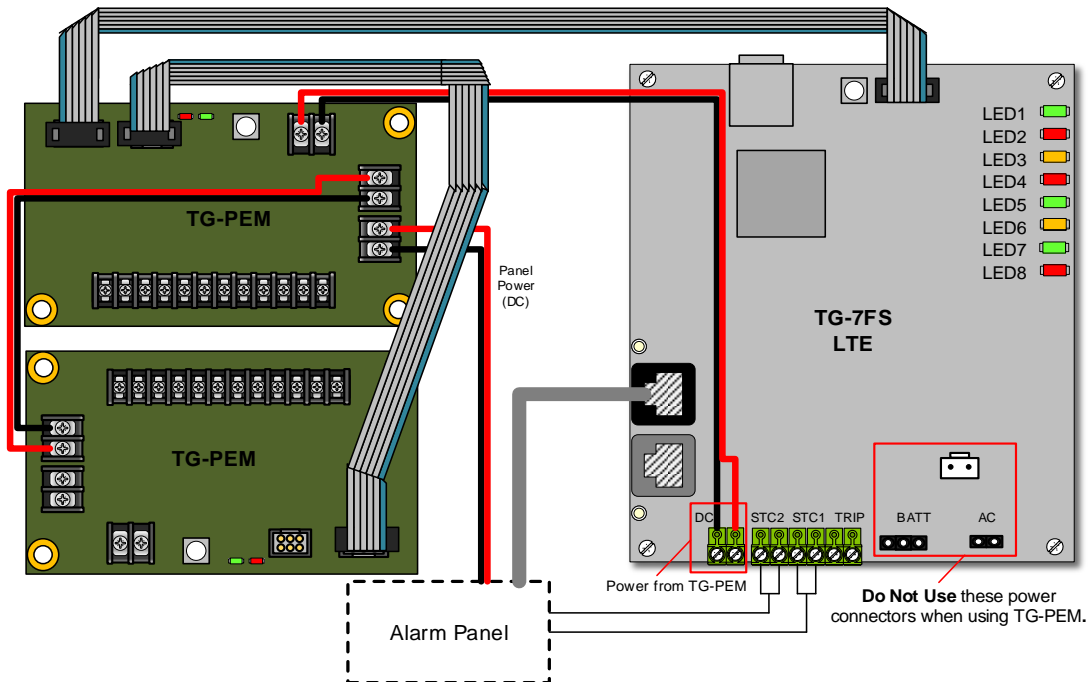 LED1
LED2
LED3
LED4
LED5
LED6
LED7
LED8
TG-PEM
Panel
Power
(DC)
TG-7FS
LTE
TG-PEM
DC
STC2
STC1
TRIP
BATT
AC
Power from TG-PEM
Do Not Use these power
connectors when using TG-PEM.
Alarm Panel